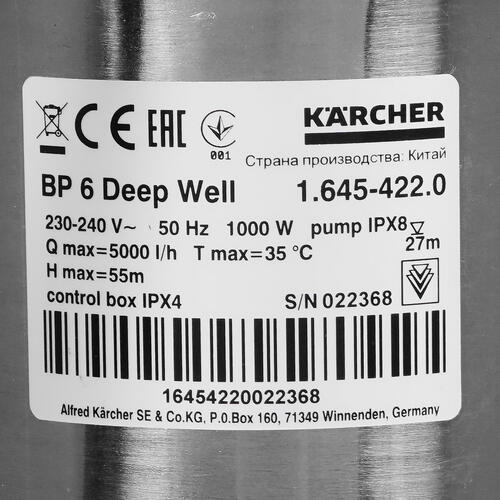 CE EAC
001
KÄRCHER
Страна производства: Китай
BP 6 Deep Well 1.645-422.0
230-240 V~ 50 Hz 1000 W pump IPX8
27m
Q max=5000 l/h T max=35 °C
H max=55m
control box IPX4 S/N 022368
16454220022368
Alfred Kärcher SE & Co.KG, P.O.Box 160, 71349 Winnenden, Germany